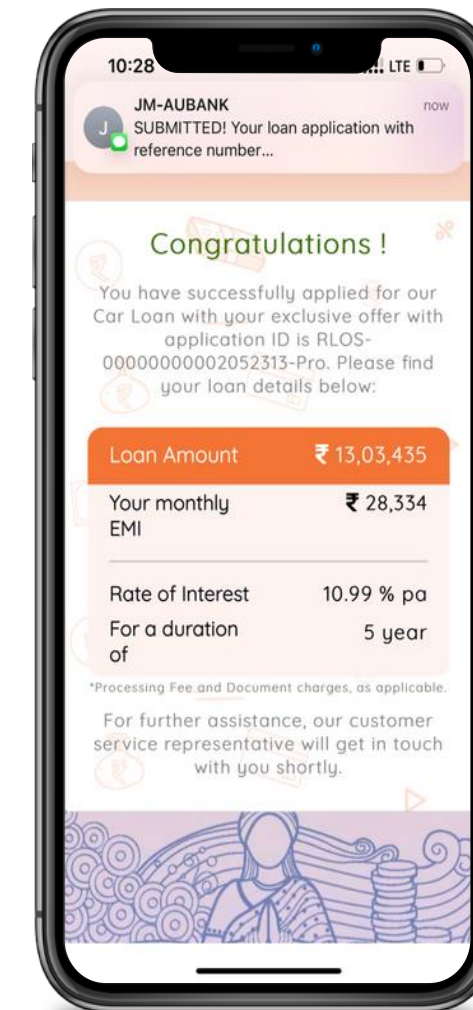 10:28
LTE
JM-AUBANK
now
J
SUBMITTED! Your loan application with
reference number...
Congratulations !
You have successfully applied for our
Car Loan with your exclusive offer with
application ID is RLOS-
00000000002052313-Pro. Please find
your loan details below:
Loan Amount ₹ 13,03,435
Your monthly ₹ 28,334
EMI
Rate of Interest 10.99 % pa
For a duration 5 year
of
*Processing Fee and Document charges, as applicable.
For further assistance, our customer
service representative will get in touch
with you shortly.